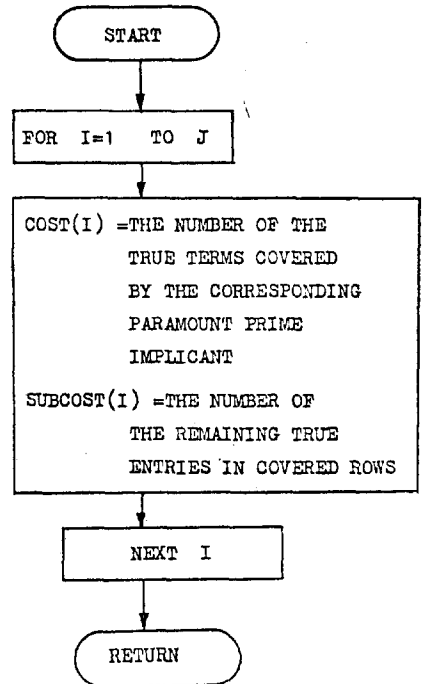 START
FOR I=1 TO J
COST(I) =THE NUMBER OF THE
TRUE TERMS COVERED
BY THE CORRESPONDING
PARAMOUNT PRIME
IMPLICANT
SUBCOST(I) =THE NUMBER OF
THE REMAINING TRUE
ENTRIES IN COVERED ROWS
NEXT I
RETURN